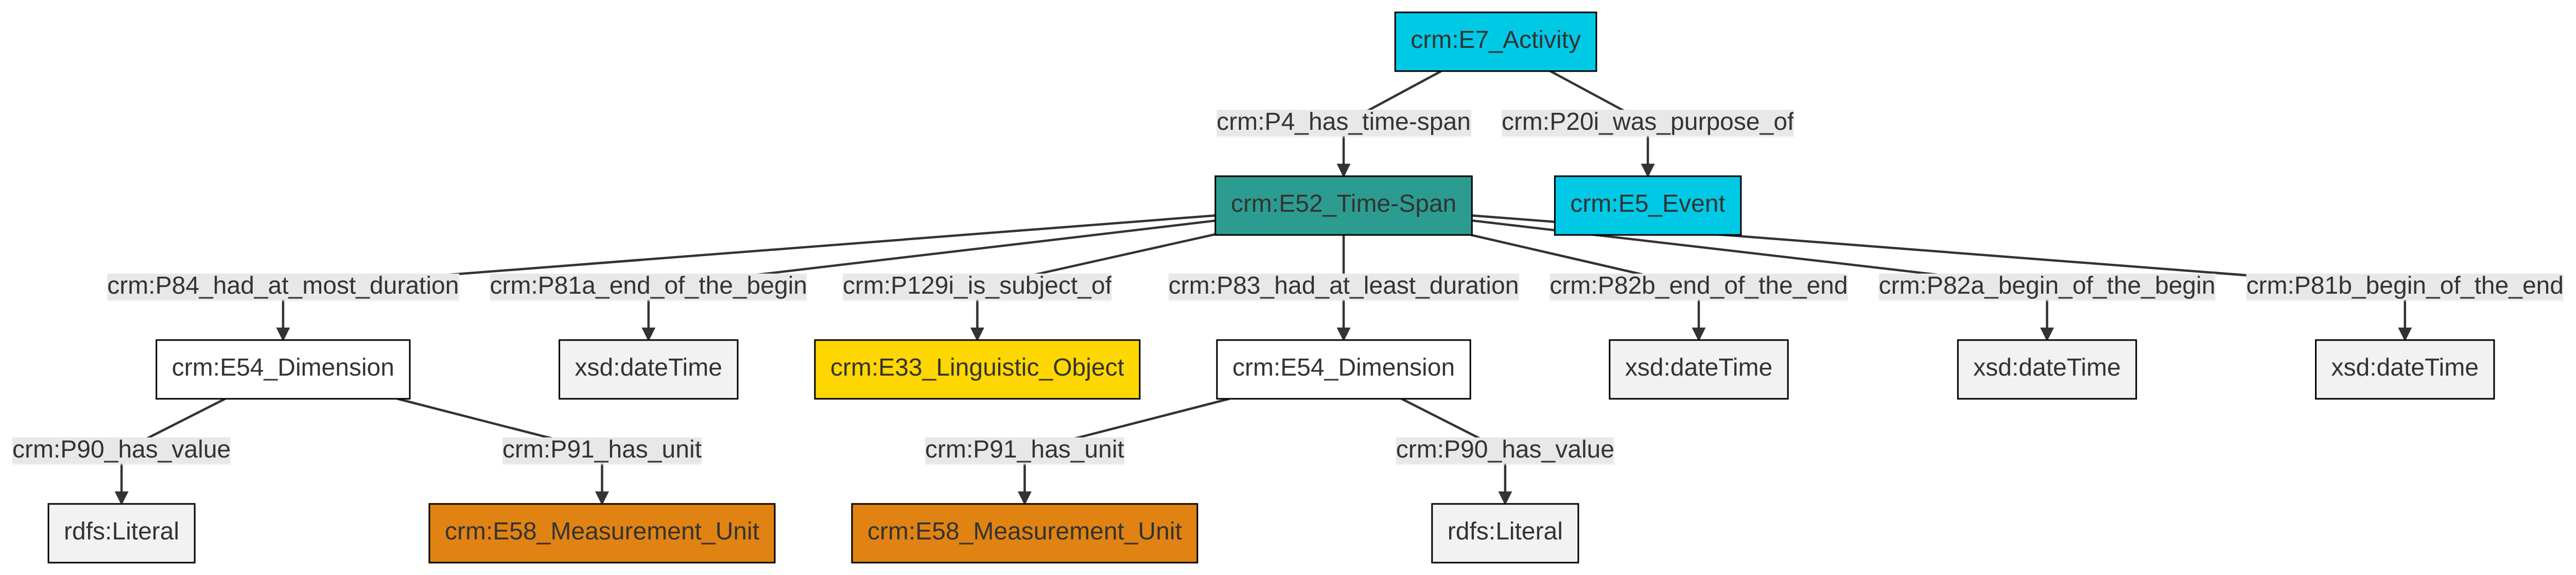 crm:E7_Activity
crm:P4_has_time-span
crm:P20i_was_purpose_of
crm:E52_Time-Span
crm:E5_Event
crm:P84_had_at_most_duration
crm:P81a_end_of_the_begin
crm:P129i_is_subject_of
crm:P83_had_at_least_duration
crm:P82b_end_of_the_end
crm:P82a_begin_of_the_begin
crm:P81b_begin_of_the_end
crm:E54_Dimension
xsd:dateTime
crm:E33_Linguistic_Object
crm:E54_Dimension
xsd:dateTime
xsd:dateTime
xsd:dateTime
crm:P90_has_value
crm:P91_has_unit
crm:P91_has_unit
crm:P90_has_value
rdfs:Literal
crm:E58_Measurement_Unit
crm:E58_Measurement_Unit
rdfs:Literal